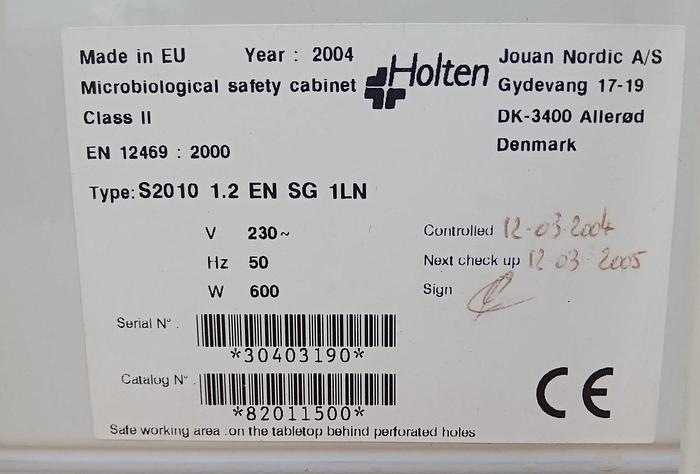 Made in EU Year : 2004
Microbiological safety cabinet
Class II
EN 12469 : 2000
Holten
Jouan Nordic A/S
Gydevang 17-19
DK-3400 Allerød
Denmark
Type: S2010 1.2 EN SG 1LN
V 230~
Hz 50
W 600
Controlled 12-03-2004
Next check up 12-03-2005
Sign
Serial N° .
*30403190*
Catalog N° .
*82011500*
CE
Safe working area :on the tabletop behind perforated holes